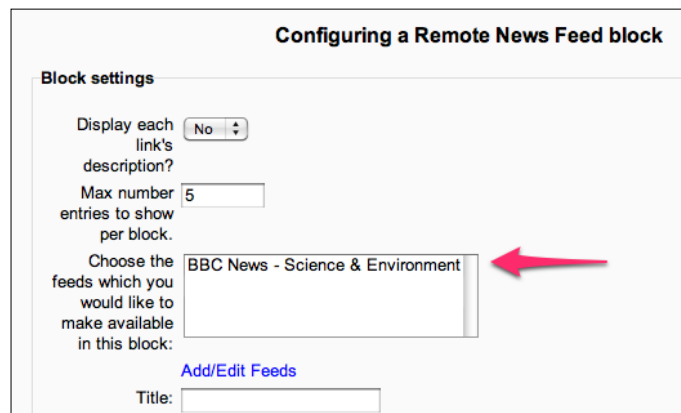 Configuring a Remote News Feed block
Block settings
Display each
link's
description?
No
Max number
entries to show
per block.
5
Choose the
feeds which you
would like to
make available
in this block:
BBC News - Science & Environment
Add/Edit Feeds
Title: